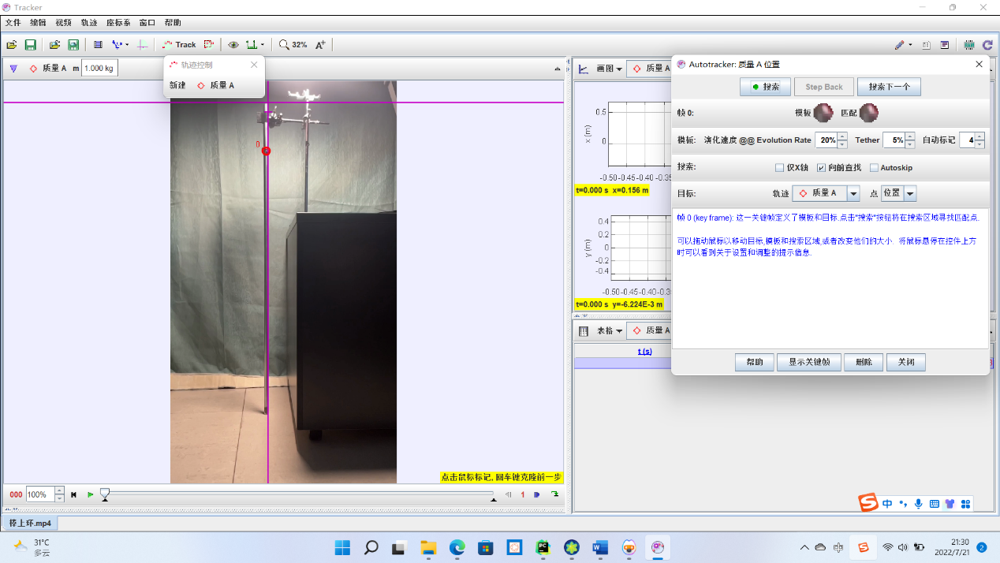 Tracker
文件 编辑 视频 轨迹 座标系 窗口 帮助
Track 32% A+
质量 A m 1.000 kg
轨迹控制
新建 质量 A
0
画图 质量 A
0.5
x (m)
0
-0.50-0.45-0.40-0.35
t=0.000 s x=0.156 m
0.4
0.2
y (m)
0
-0.2
-0.4
-0.50-0.45-0.40-0.35
t=0.000 s y=-6.224E-3 m
表格 质量 A
t (s)
Autotracker: 质量 A 位置
搜索 Step Back 搜索下一个
帧 0: 模板 匹配
模板: 演化速度 @@ Evolution Rate 20% Tether 5% 自动标记 4
搜索: 仅X轴 向前查找 Autoskip
目标: 轨迹 质量 A 点 位置
帧 0 (key frame): 这一关键帧定义了模板和目标.点击"搜索"按钮将在搜索区域寻找匹配点.
可以拖动鼠标以移动目标,模板和搜索区域,或者改变他们的大小. 将鼠标悬停在控件上方
时可以看到关于设置和调整的提示信息.
帮助 显示关键帧 删除 关闭
点击鼠标标记, 回车键克隆前一步
000 100% 1
中
棒上环.mp4
31°C
多云
PC
W
中
21:30
2022/7/21
2